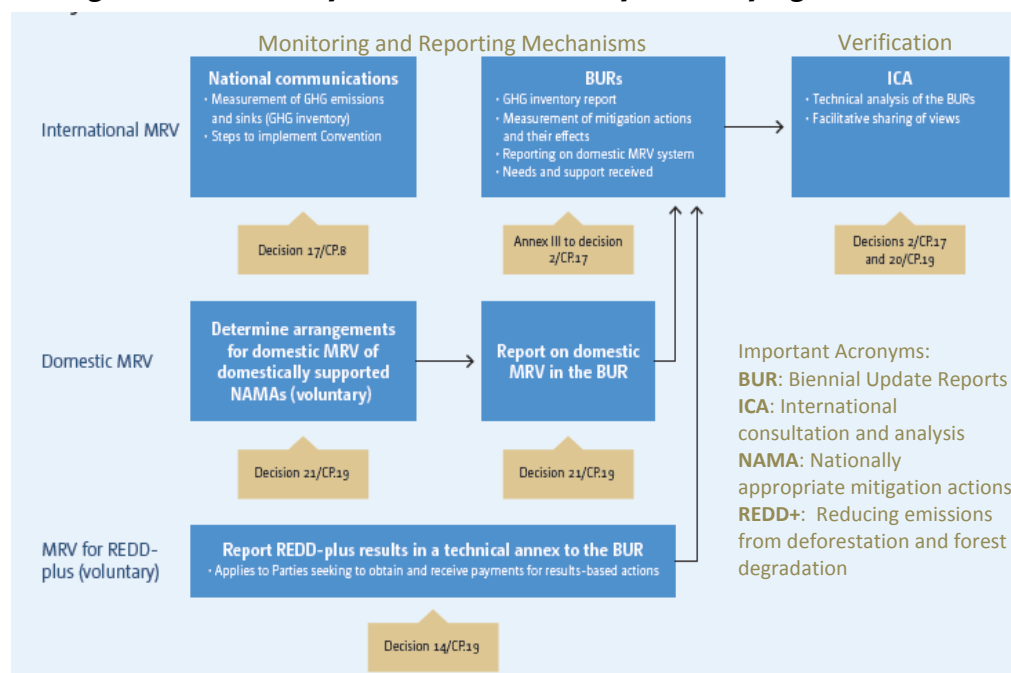 Monitoring and Reporting Mechanisms
Verification
International MRV
National communications
· Measurement of GHG emissions
and sinks (GHG inventory)
· Steps to implement Convention
BURs
· GHG inventory report
· Measurement of mitigation actions
and their effects
· Reporting on domestic MRV system
· Needs and support received
ICA
· Technical analysis of the BURs
· Facilitative sharing of views
Decision 17/CP.8
Annex III to decision
2/CP.17
Decisions 2/CP.17
and 20/CP.19
Domestic MRV
Determine arrangements
for domestic MRV of
domestically supported
NAMAs (voluntary)
Report on domestic
MRV in the BUR
Decision 21/CP.19
Decision 21/CP.19
Important Acronyms:
BUR: Biennial Update Reports
ICA: International
consultation and analysis
NAMA: Nationally
appropriate mitigation actions
REDD+: Reducing emissions
from deforestation and forest
degradation
MRV for REDD-
plus (voluntary)
Report REDD-plus results in a technical annex to the BUR
· Applies to Parties seeking to obtain and receive payments for results-based actions
Decision 14/CP.19